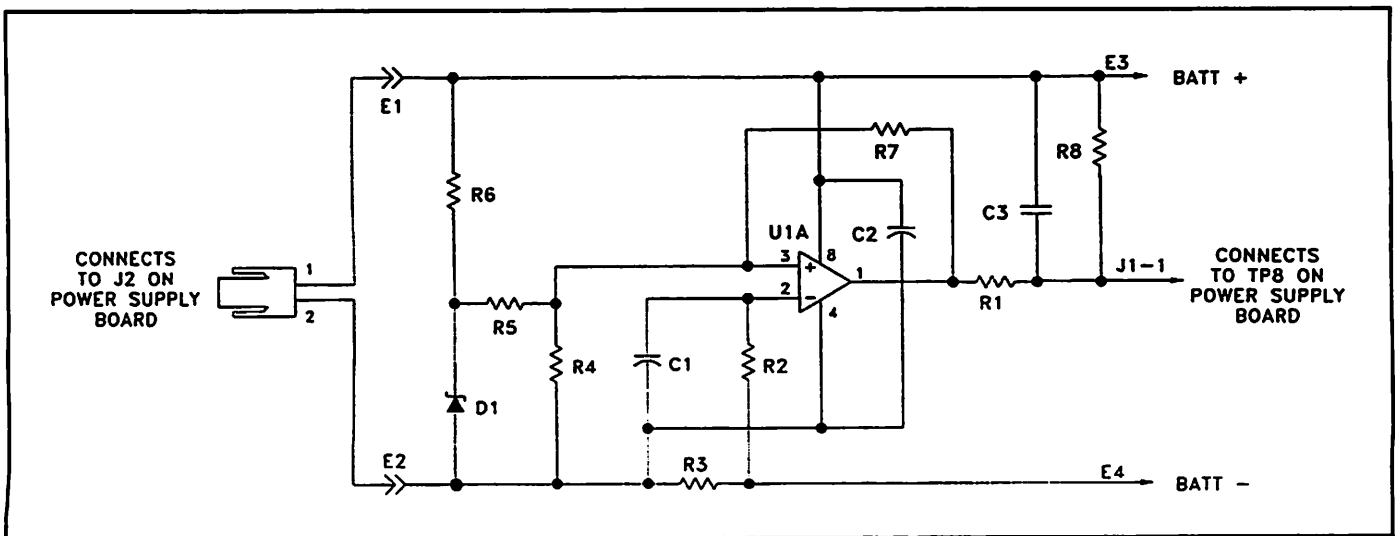 E3
BATT +
E1
R7
R8
R6
C3
U1A
C2
CONNECTS
TO J2 ON
POWER SUPPLY
BOARD
1
2
3
8
+
2
-
1
4
J1-1
CONNECTS
TO TP8 ON
POWER SUPPLY
BOARD
R5
R1
R4
C1
R2
D1
E2
R3
E4
BATT -